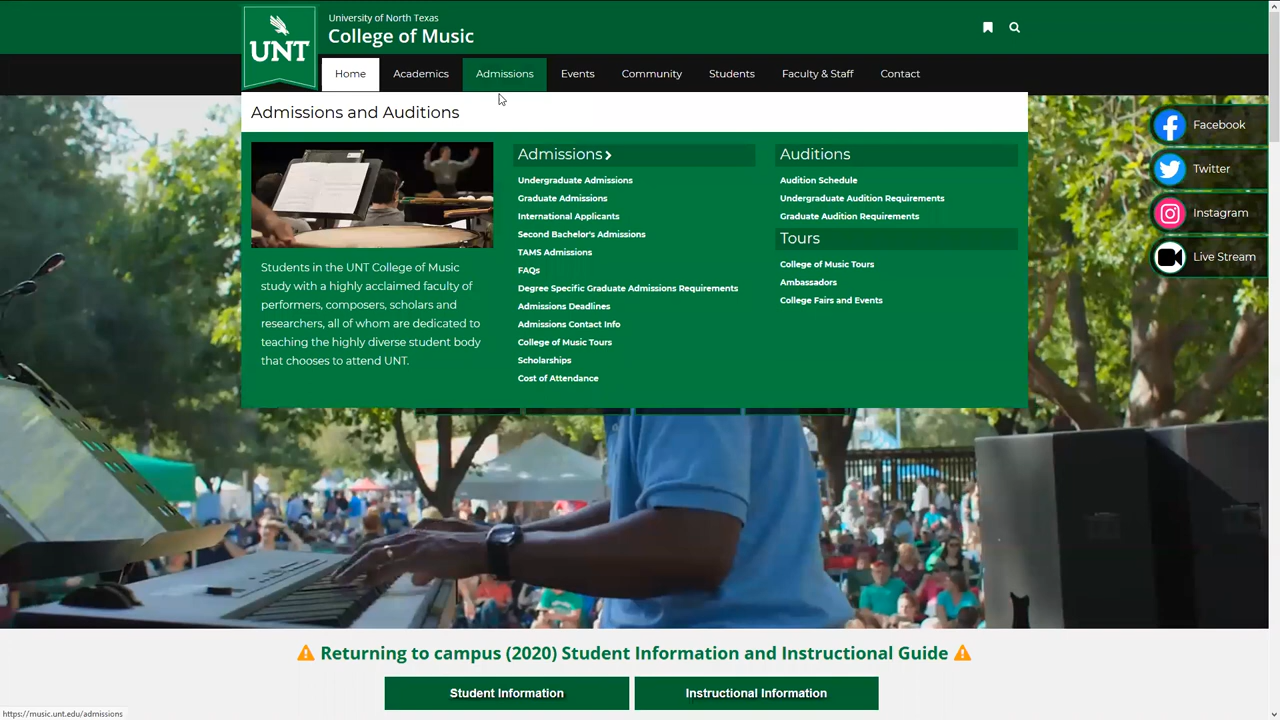 University of North Texas
College of Music
UNT
Home Academics Admissions Events Community Students Faculty & Staff Contact
Admissions and Auditions
Students in the UNT College of Music
study with a highly acclaimed faculty of
performers, composers, scholars and
researchers, all of whom are dedicated to
teaching the highly diverse student body
that chooses to attend UNT.
Admissions
Undergraduate Admissions
Graduate Admissions
International Applicants
Second Bachelor's Admissions
TAMS Admissions
FAQs
Degree Specific Graduate Admissions Requirements
Admissions Deadlines
Admissions Contact Info
College of Music Tours
Scholarships
Cost of Attendance
Auditions
Audition Schedule
Undergraduate Audition Requirements
Graduate Audition Requirements
Tours
College of Music Tours
Ambassadors
College Fairs and Events
Facebook
Twitter
Instagram
Live Stream
Returning to campus (2020) Student Information and Instructional Guide
Student Information
Instructional Information
https://music.unt.edu/admissions